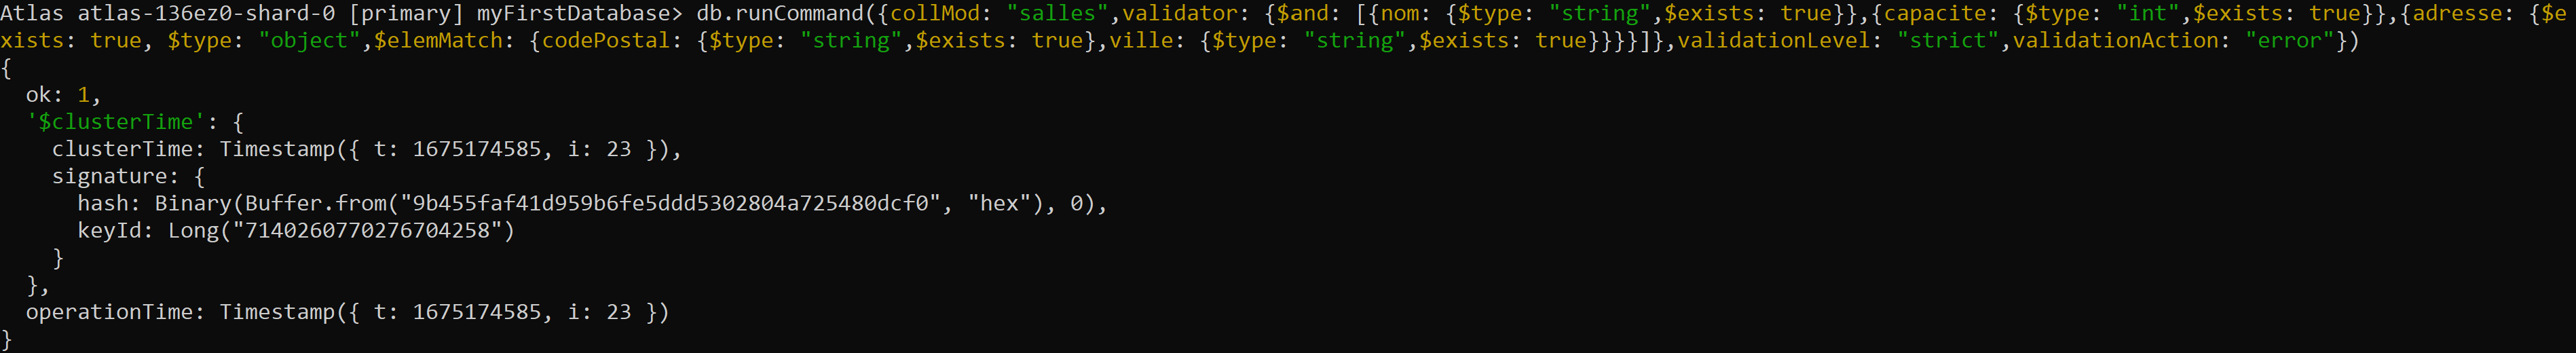 Atlas atlas-136ez0-shard-0 [primary] myFirstDatabase> db.runCommand({collMod: "salles",validator: {$and: [{nom: {$type: "string",$exists: true}},{capacite: {$type: "int",$exists: true}},{adresse: {$e
xists: true, $type: "object",$elemMatch: {codePostal: {$type: "string",$exists: true},ville: {$type: "string",$exists: true}}}}]},validationLevel: "strict",validationAction: "error"})
{
  ok: 1,
  '$clusterTime': {
    clusterTime: Timestamp({ t: 1675174585, i: 23 }),
    signature: {
      hash: Binary(Buffer.from("9b455faf41d959b6fe5ddd5302804a725480dcf0", "hex"), 0),
      keyId: Long("7140260770276704258")
    }
  },
  operationTime: Timestamp({ t: 1675174585, i: 23 })
}